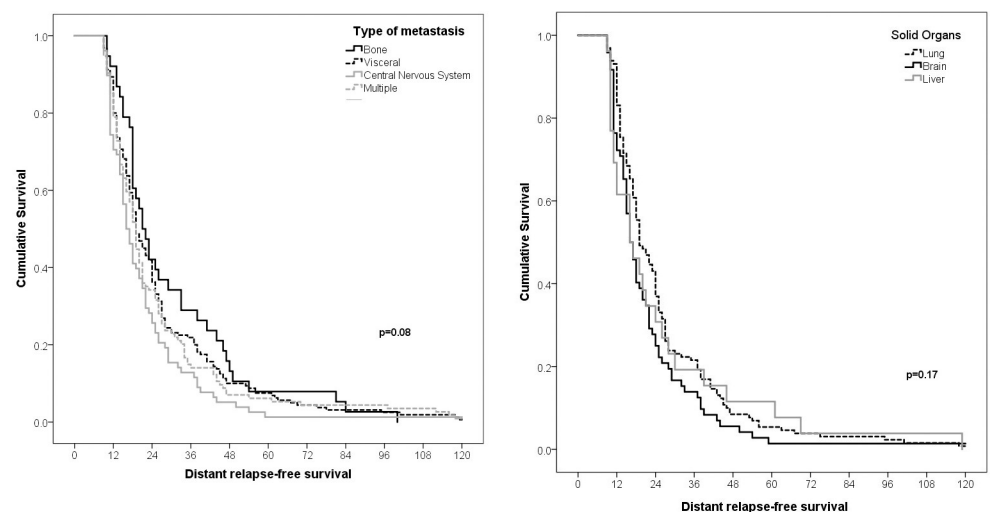 Type of metastasis
Bone
Visceral
Central Nervous System
Multiple
1.0
0.8
0.6
0.4
0.2
0.0
Cumulative Survival
p=0.08
0 12 24 36 48 60 72 84 96 108 120
Distant relapse-free survival
Solid Organs
Lung
Brain
Liver
1.0
0.8
0.6
0.4
0.2
0.0
Cumulative Survival
p=0.17
0 12 24 36 48 60 72 84 96 108 120
Distant relapse-free survival